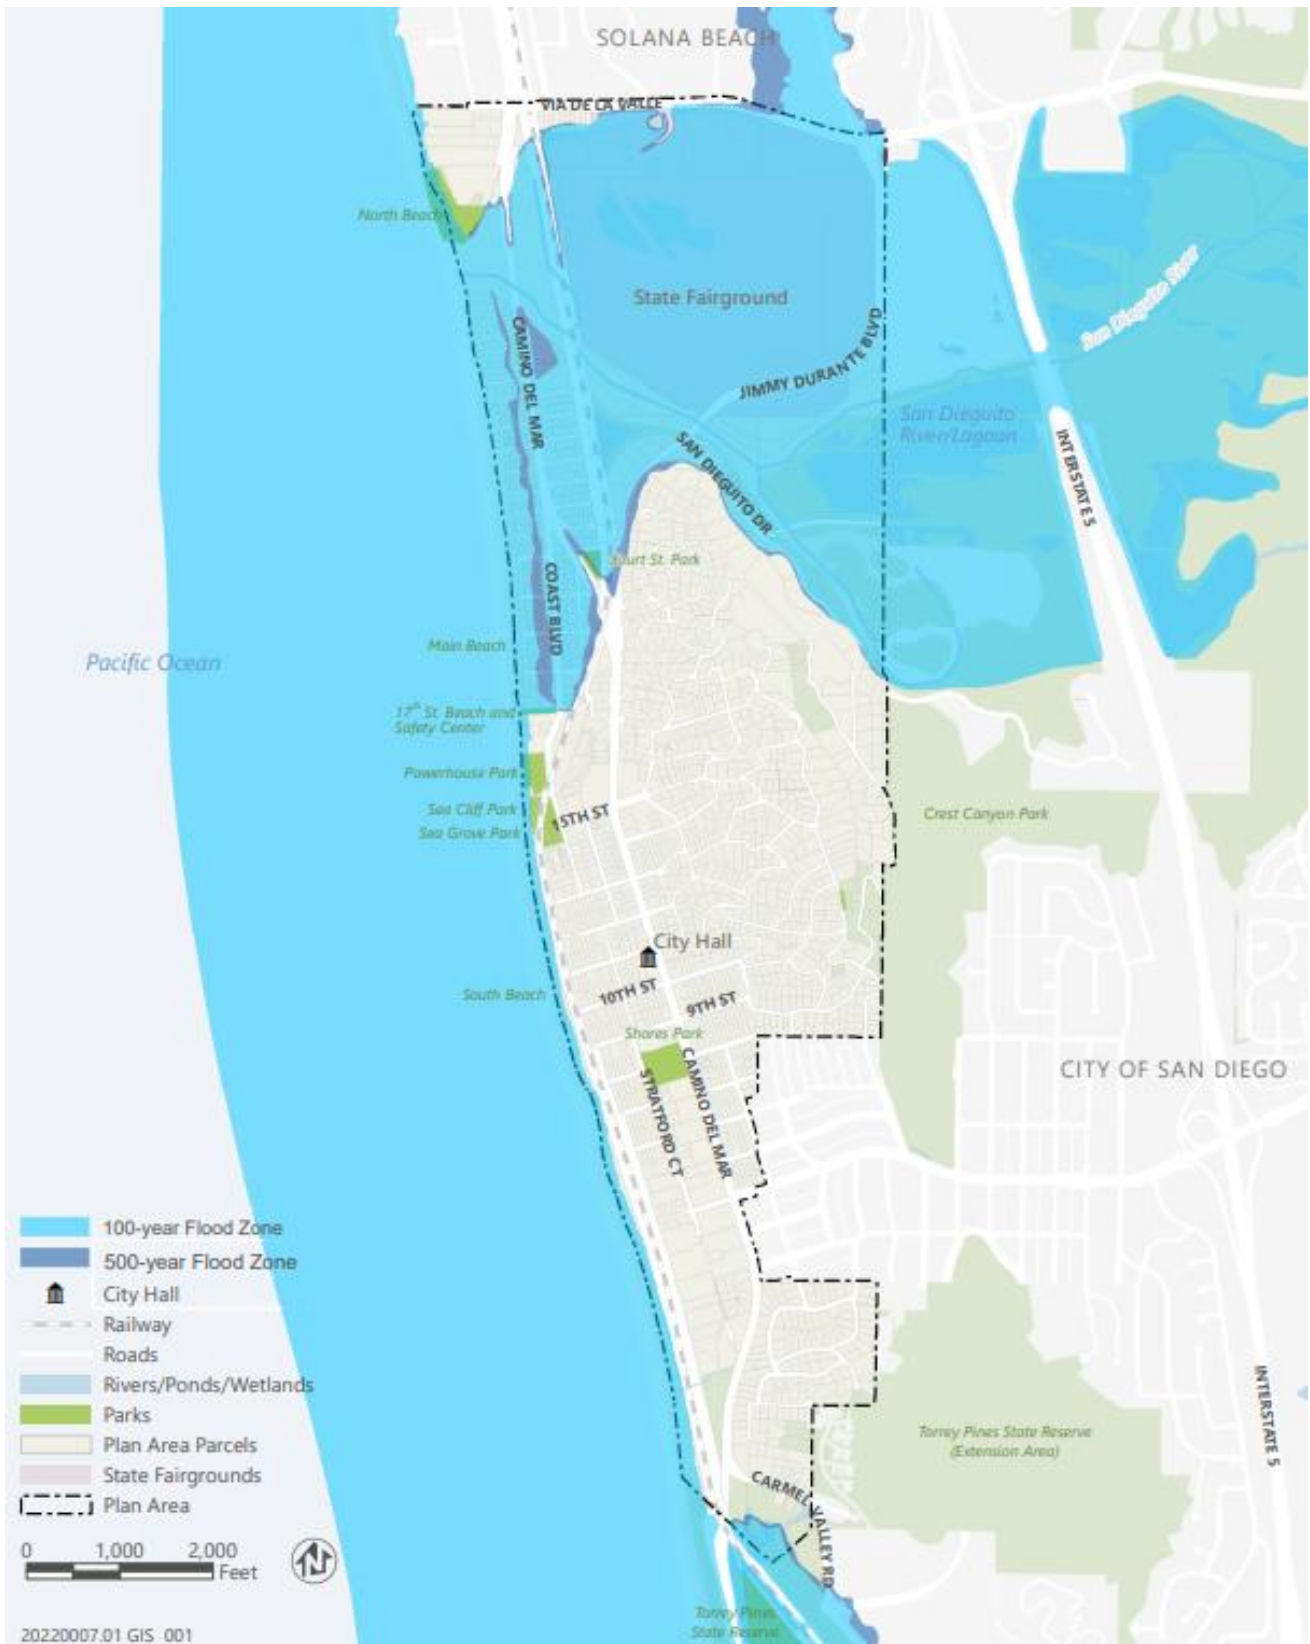 SOLANA BEACH
VIA DE LA VALLE
North Beach
State Fairground
San Dieguito River
CAMINO DEL MAR
JIMMY DURANTE BLVD
San Dieguito
River/Lagoon
SAN DIEGUITO DR
INTERSTATE 5
Court St. Park
COAST BLVD
Main Beach
Pacific Ocean
17th St. Beach and
Safety Center
Powerhouse Park
Sea Cliff Park
Sea Grove Park
15TH ST
Crest Canyon Park
City Hall
South Beach
10TH ST
9TH ST
Shores Park
CAMINO DEL MAR
STRATFORD CT
CITY OF SAN DIEGO
100-year Flood Zone
500-year Flood Zone
City Hall
Railway
Roads
Rivers/Ponds/Wetlands
Parks
Plan Area Parcels
State Fairgrounds
Plan Area
0 1,000 2,000
Feet
N
20220007.01 GIS 001
INTERSTATE 5
Torrey Pines State Reserve
(Extension Area)
CARMEL VALLEY RD
Torrey Pines
State Reserve